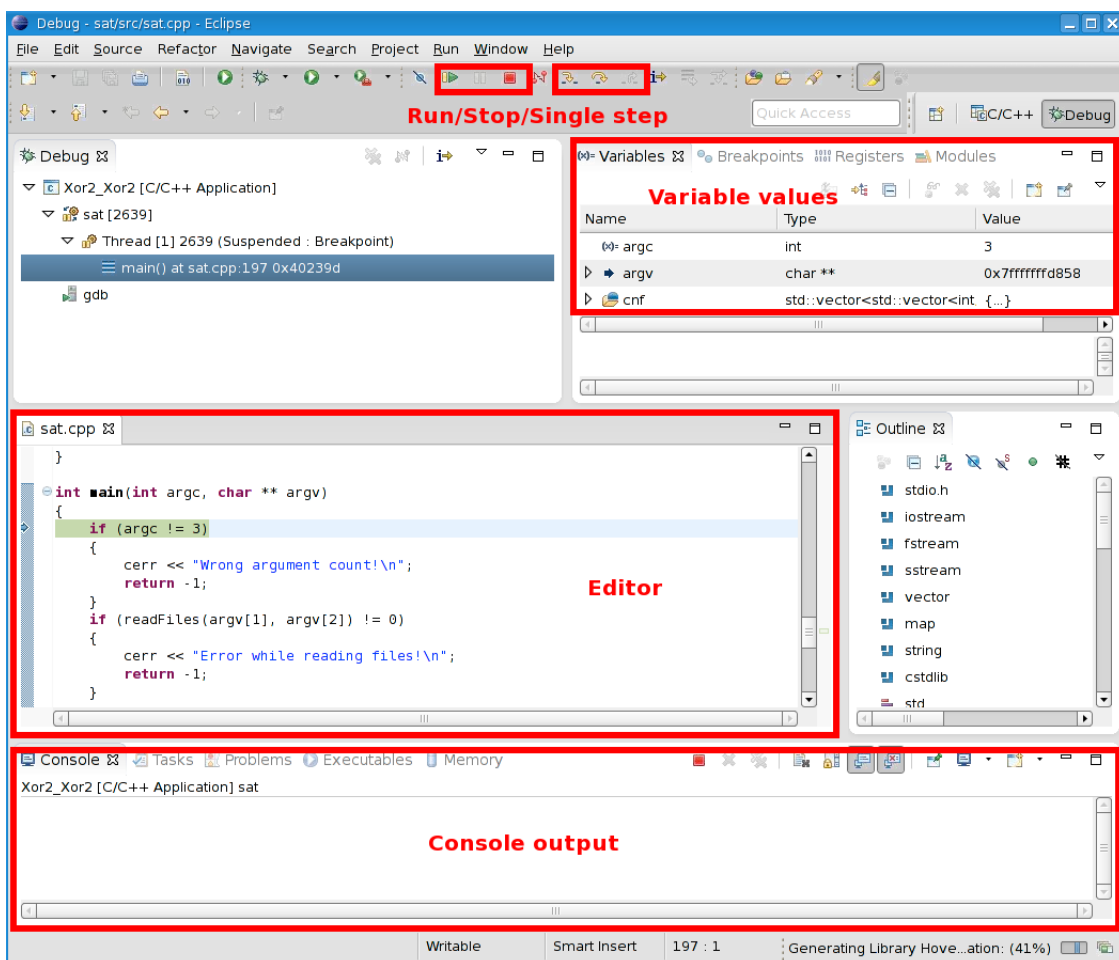 Debug - sat/src/sat.cpp - Eclipse
File Edit Source Refactor Navigate Search Project Run Window Help
010
Run/Stop/Single step
Quick Access
C/C++
Debug
Debug
Xor2_Xor2 [C/C++ Application]
sat [2639]
Thread [1] 2639 (Suspended : Breakpoint)
main() at sat.cpp:197 0x40239d
gdb
(x)= Variables Breakpoints Registers Modules
Variable values
Name Type Value
(x)= argc int 3
argv char ** 0x7fffffffd858
cnf std::vector<std::vector<int {...}
sat.cpp
}
int main(int argc, char ** argv)
{
if (argc != 3)
{
cerr << "Wrong argument count!\n";
return -1;
}
if (readFiles(argv[1], argv[2]) != 0)
{
cerr << "Error while reading files!\n";
return -1;
}
Editor
Outline
stdio.h
iostream
fstream
sstream
vector
map
string
cstdlib
std
Console Tasks Problems Executables Memory
Xor2_Xor2 [C/C++ Application] sat
Console output
Writable Smart Insert 197 : 1 Generating Library Hove...ation: (41%)